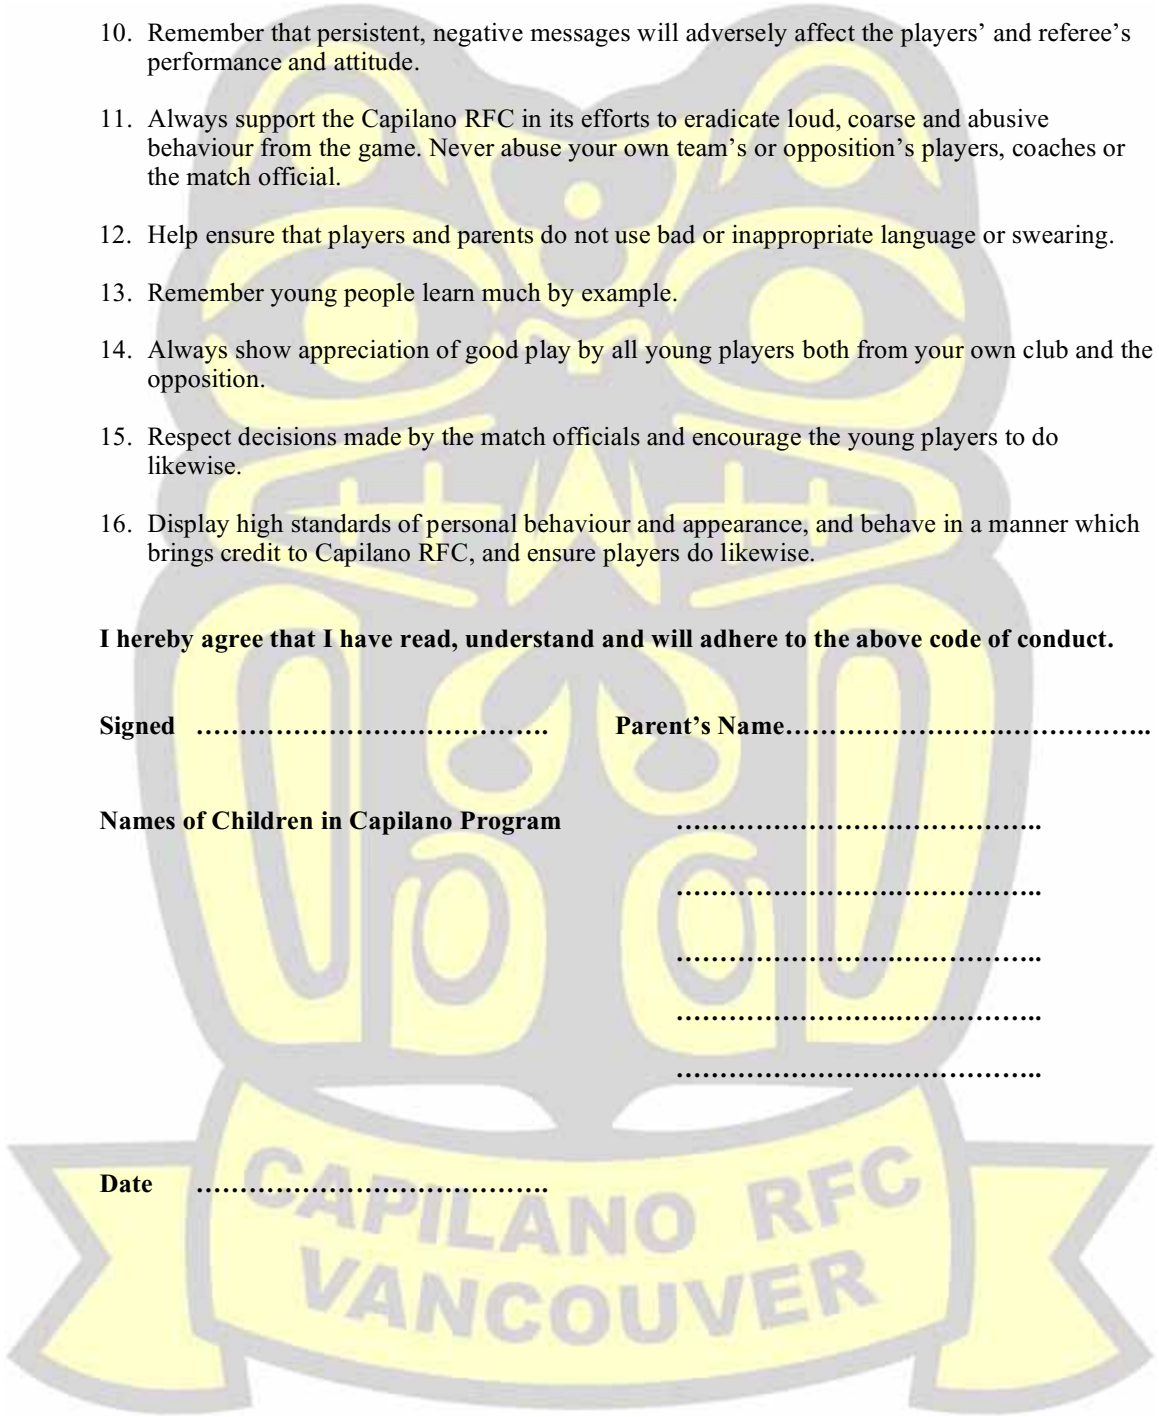 10. Remember that persistent, negative messages will adversely affect the players’ and referee’s
performance and attitude.
11. Always support the Capilano RFC in its efforts to eradicate loud, coarse and abusive
behaviour from the game. Never abuse your own team’s or opposition’s players, coaches or
the match official.
12. Help ensure that players and parents do not use bad or inappropriate language or swearing.
13. Remember young people learn much by example.
14. Always show appreciation of good play by all young players both from your own club and the
opposition.
15. Respect decisions made by the match officials and encourage the young players to do
likewise.
16. Display high standards of personal behaviour and appearance, and behave in a manner which
brings credit to Capilano RFC, and ensure players do likewise.
I hereby agree that I have read, understand and will adhere to the above code of conduct.
Signed …………………………………. Parent’s Name…………………….……………..
Names of Children in Capilano Program …………………….……………..
…………………….……………..
…………………….……………..
…………………….……………..
…………………….……………..
Date ………………………………….
CAPILANO RFC
VANCOUVER